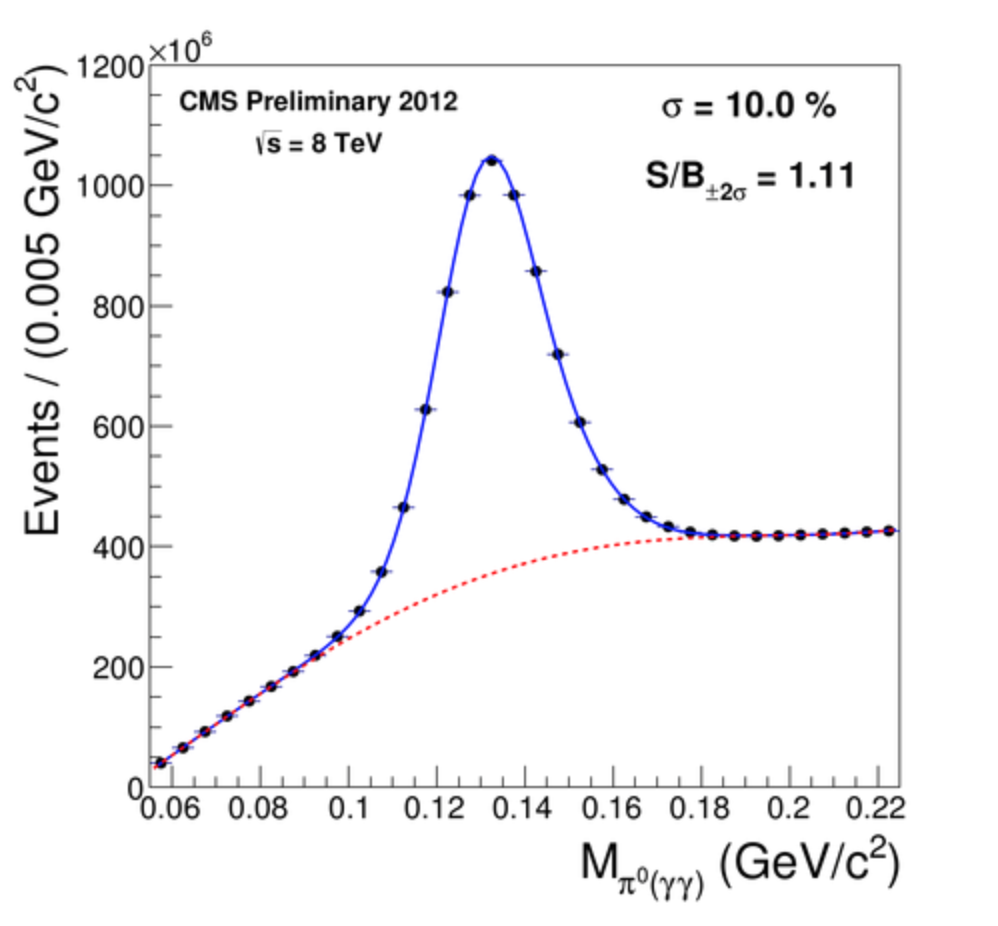 ×10⁶
1200
1000
800
600
400
200
0
Events / (0.005 GeV/c²)
CMS Preliminary 2012
√s = 8 TeV
σ = 10.0 %
S/B±2σ = 1.11
0.06 0.08 0.1 0.12 0.14 0.16 0.18 0.2 0.22
Mπ⁰(γγ) (GeV/c²)